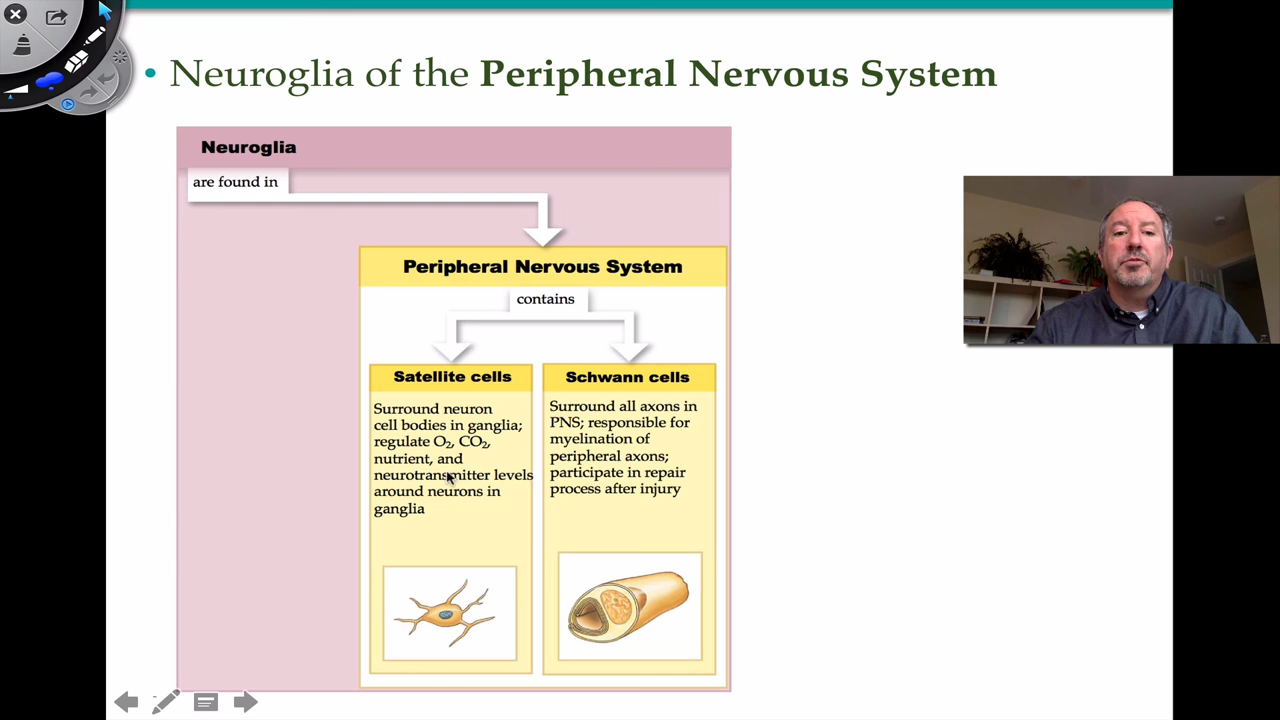 • Neuroglia of the Peripheral Nervous System
Neuroglia
are found in
Peripheral Nervous System
contains
Satellite cells
Surround neuron
cell bodies in ganglia;
regulate O₂, CO₂,
nutrient, and
neurotransmitter levels
around neurons in
ganglia
Schwann cells
Surround all axons in
PNS; responsible for
myelination of
peripheral axons;
participate in repair
process after injury